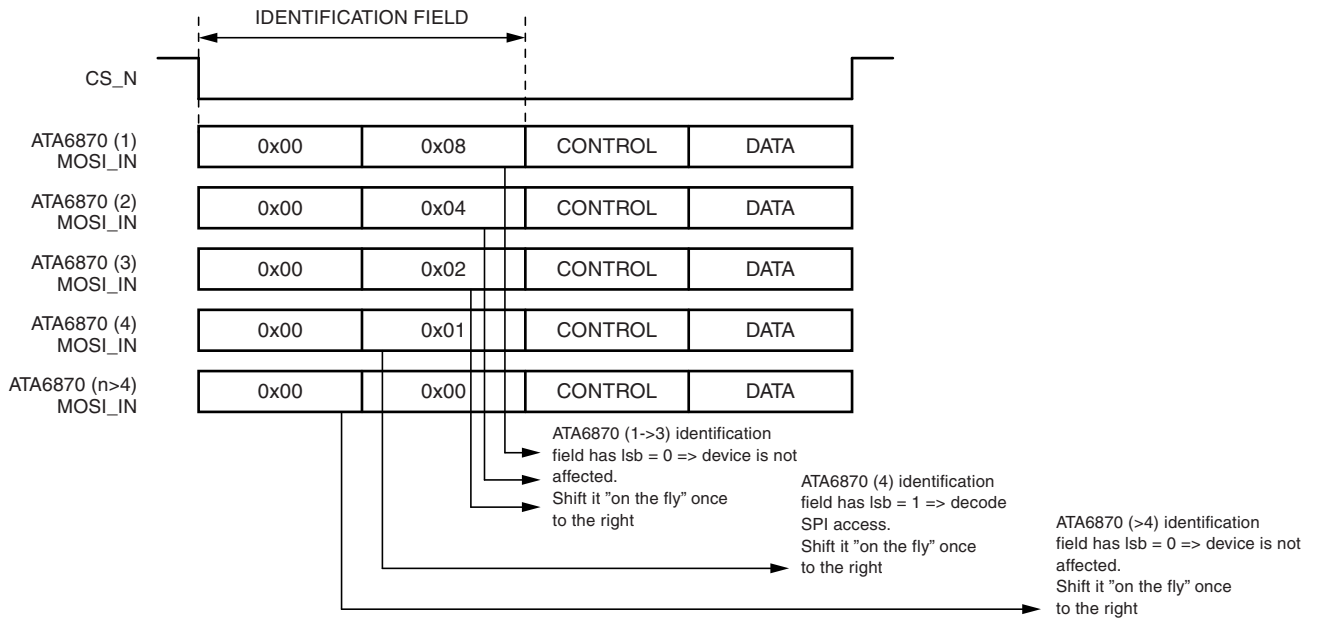 IDENTIFICATION FIELD
CS_N
ATA6870 (1)
MOSI_IN
0x00 0x08 CONTROL DATA
ATA6870 (2)
MOSI_IN
0x00 0x04 CONTROL DATA
ATA6870 (3)
MOSI_IN
0x00 0x02 CONTROL DATA
ATA6870 (4)
MOSI_IN
0x00 0x01 CONTROL DATA
ATA6870 (n>4)
MOSI_IN
0x00 0x00 CONTROL DATA
ATA6870 (1->3) identification
field has lsb = 0 => device is not
affected.
Shift it ”on the fly” once
to the right
ATA6870 (4) identification
field has lsb = 1 => decode
SPI access.
Shift it ”on the fly” once
to the right
ATA6870 (>4) identification
field has lsb = 0 => device is not
affected.
Shift it ”on the fly” once
to the right